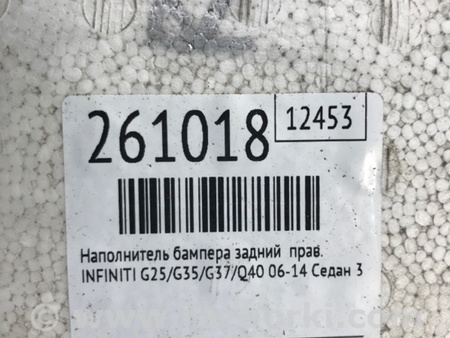 261018
12453
Наполнитель бампера задний прав.
INFINITI G25/G35/G37/Q40 06-14 Седан 3